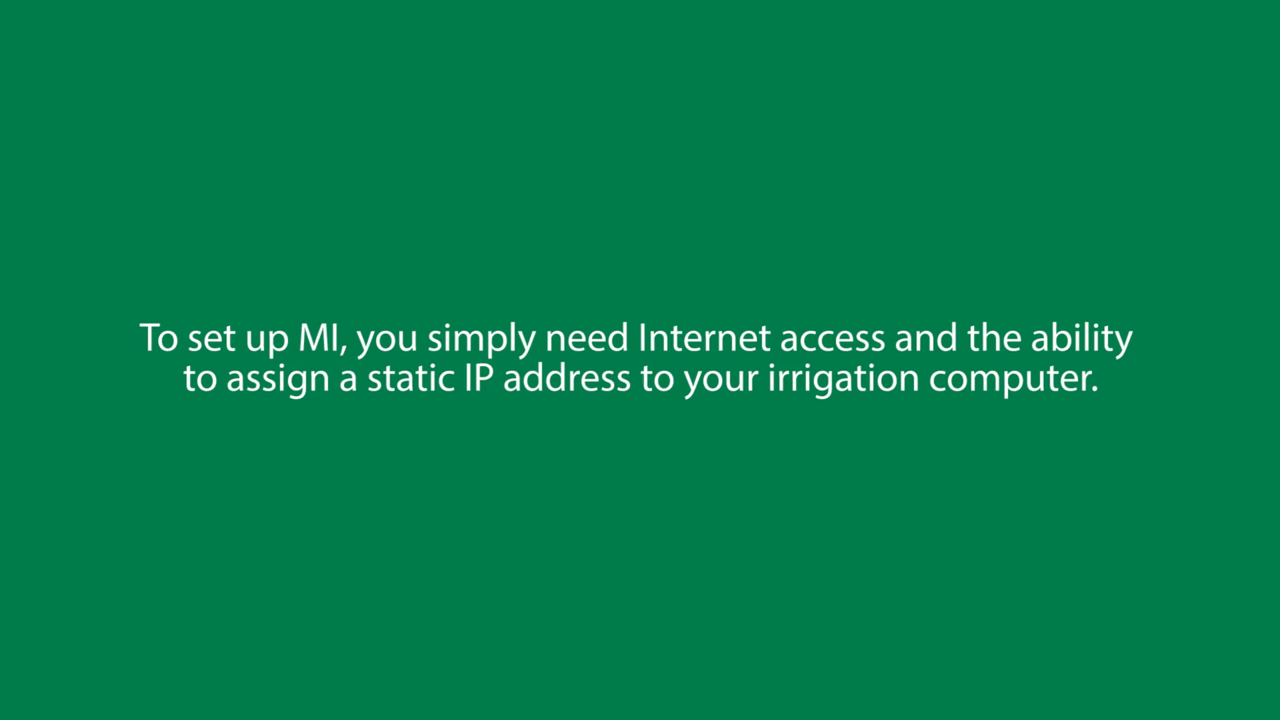 To set up MI, you simply need Internet access and the ability
to assign a static IP address to your irrigation computer.